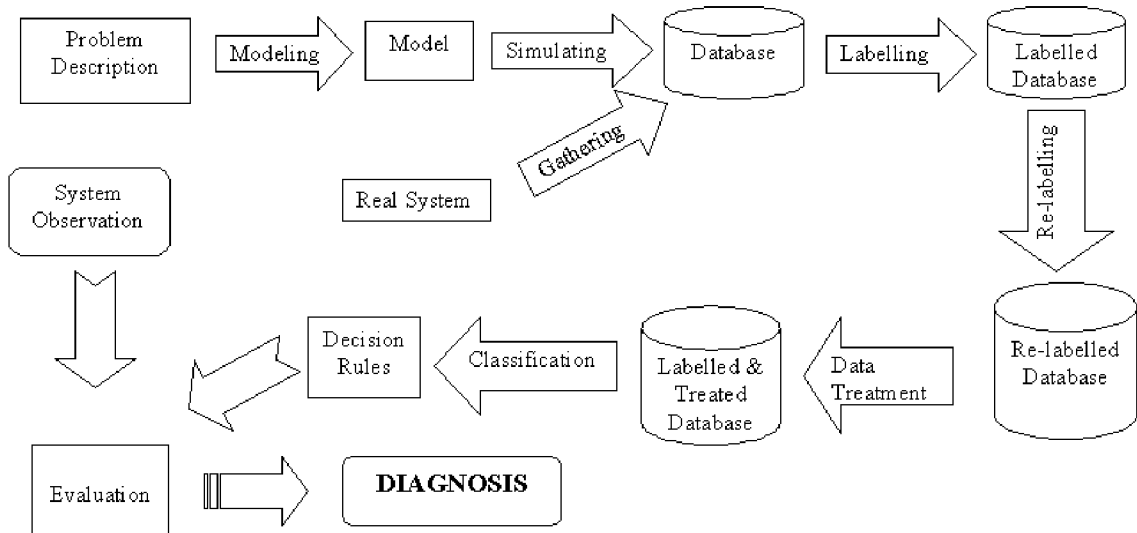 Problem
Description
Modeling
Model
Simulating
Database
Labelling
Labelled
Database
Gathering
Re-labelling
System
Observation
Real System
Decision
Rules
Classification
Labelled &
Treated
Database
Data
Treatment
Re-labelled
Database
Evaluation
DIAGNOSIS